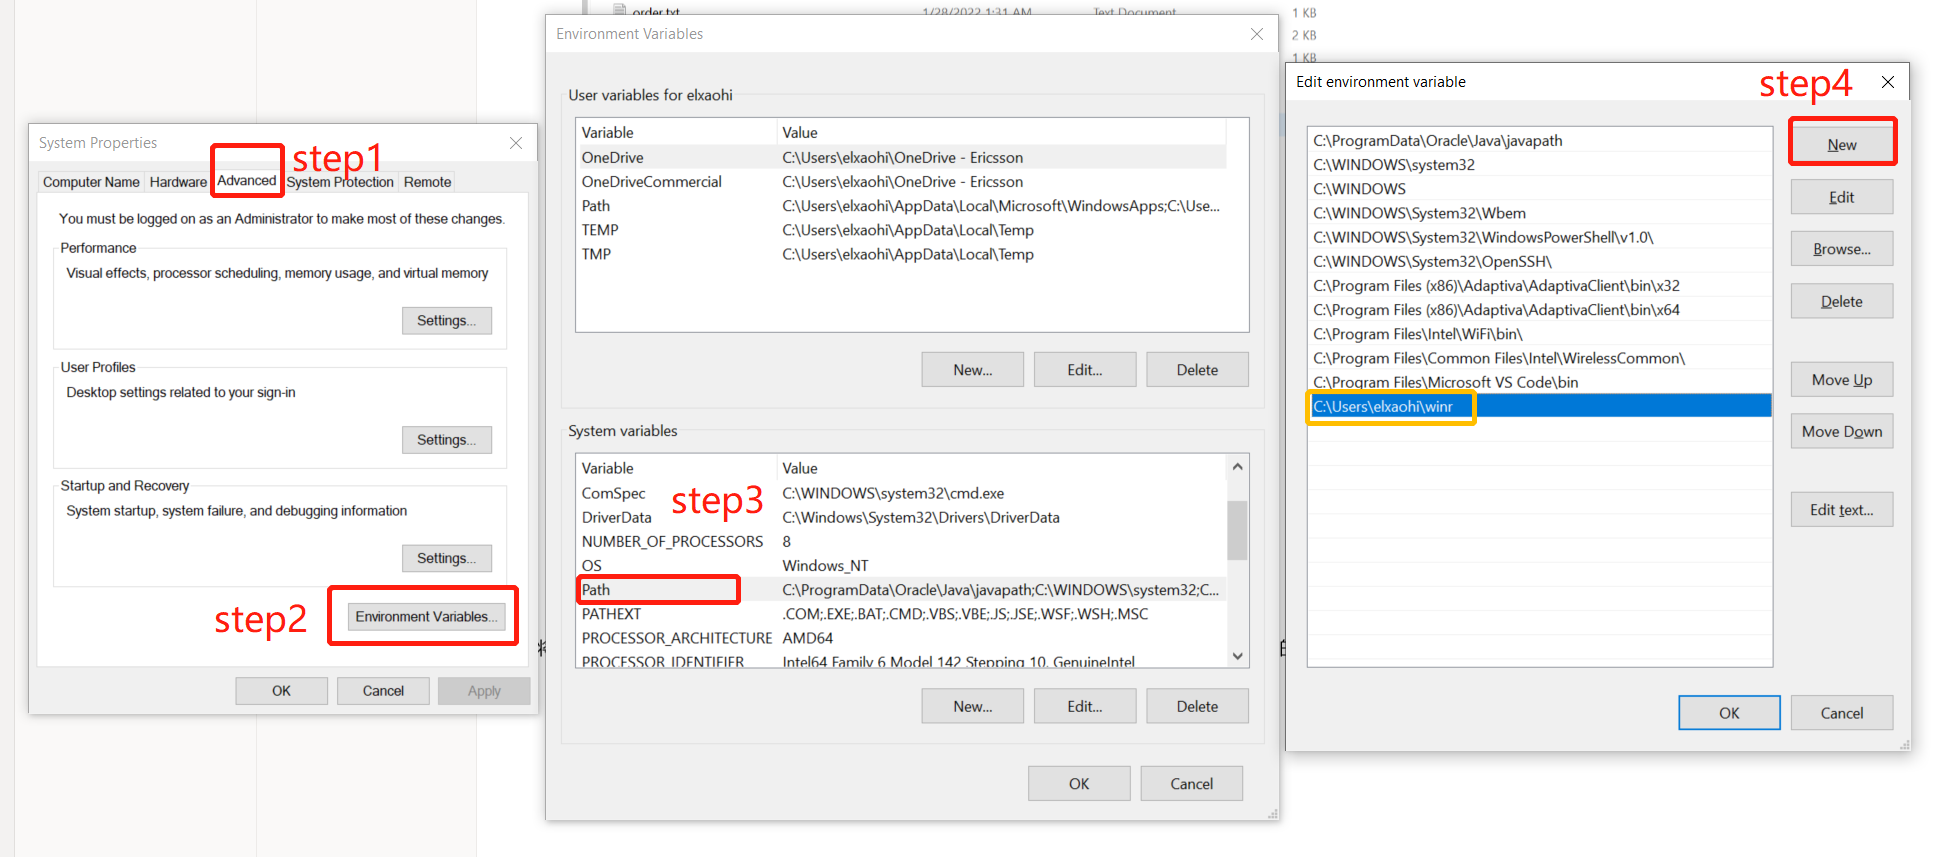 order.txt 1/28/2022 1:31 AM Text Document 1 KB
2 KB
1 KB
System Properties
step1
Computer Name Hardware Advanced System Protection Remote
You must be logged on as an Administrator to make most of these changes.
Performance
Visual effects, processor scheduling, memory usage, and virtual memory
Settings...
User Profiles
Desktop settings related to your sign-in
Settings...
Startup and Recovery
System startup, system failure, and debugging information
Settings...
step2
Environment Variables...
OK Cancel Apply
Environment Variables
User variables for elxaohi
Variable Value
OneDrive C:\Users\elxaohi\OneDrive - Ericsson
OneDriveCommercial C:\Users\elxaohi\OneDrive - Ericsson
Path C:\Users\elxaohi\AppData\Local\Microsoft\WindowsApps;C:\Use...
TEMP C:\Users\elxaohi\AppData\Local\Temp
TMP C:\Users\elxaohi\AppData\Local\Temp
New... Edit... Delete
System variables
Variable Value
ComSpec C:\WINDOWS\system32\cmd.exe
step3
DriverData C:\Windows\System32\Drivers\DriverData
NUMBER_OF_PROCESSORS 8
OS Windows_NT
Path C:\ProgramData\Oracle\Java\javapath;C:\WINDOWS\system32;C...
PATHEXT .COM;.EXE;.BAT;.CMD;.VBS;.VBE;.JS;.JSE;.WSF;.WSH;.MSC
PROCESSOR_ARCHITECTURE AMD64
PROCESSOR_IDENTIFIER Intel64 Family 6 Model 142 Stepping 10, GenuineIntel
New... Edit... Delete
OK Cancel
Edit environment variable
step4
C:\ProgramData\Oracle\Java\javapath
C:\WINDOWS\system32
C:\WINDOWS
C:\WINDOWS\System32\Wbem
C:\WINDOWS\System32\WindowsPowerShell\v1.0\
C:\WINDOWS\System32\OpenSSH\
C:\Program Files (x86)\Adaptiva\AdaptivaClient\bin\x32
C:\Program Files (x86)\Adaptiva\AdaptivaClient\bin\x64
C:\Program Files\Intel\WiFi\bin\
C:\Program Files\Common Files\Intel\WirelessCommon\
C:\Program Files\Microsoft VS Code\bin
C:\Users\elxaohi\winr
New
Edit
Browse...
Delete
Move Up
Move Down
Edit text...
OK Cancel